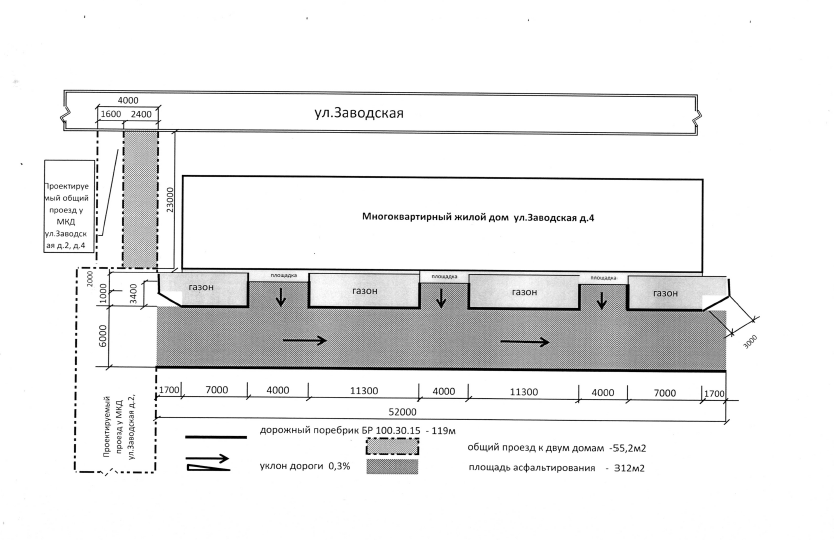 4000
1600
2400
ул.Заводская
Проектируе
мый общий
проезд у
МКД
ул.Заводск
ая д.2, д.4
23000
Многоквартирный жилой дом ул.Заводская д.4
площадка
площадка
площадка
2000
1000
3400
газон
газон
газон
газон
6000
3000
1700
7000
4000
11300
4000
11300
4000
7000
1700
52000
Проектируемый
проезд у МКД
ул.Заводская д.2,
дорожный поребрик БР 100.30.15 - 119м
общий проезд к двум домам -55,2м2
уклон дороги 0,3%
площадь асфальтирования - 312м2